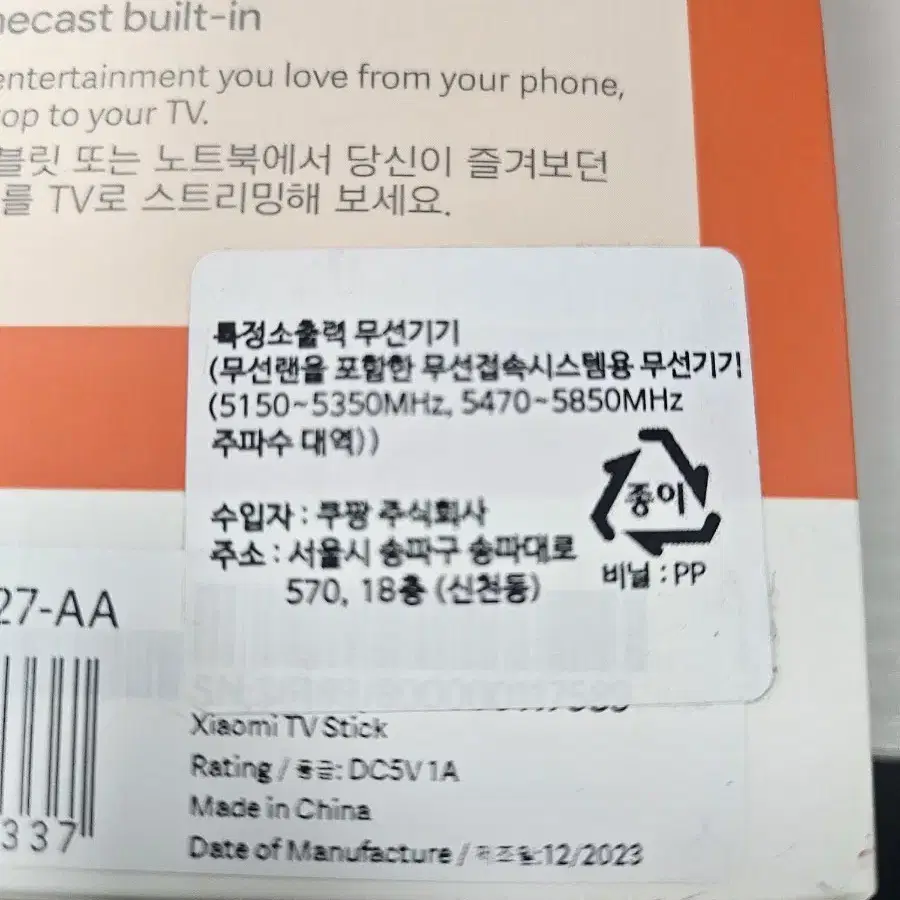 ecast built-in
entertainment you love from your phone,
op to your TV.
블릿 또는 노트북에서 당신이 즐겨보던
를 TV로 스트리밍해 보세요.
특정소출력 무선기기
(무선랜을 포함한 무선접속시스템용 무선기기
(5150~5350MHz, 5470~5850MHz
주파수 대역))
종이
비닐 : PP
수입자 : 쿠팡 주식회사
주소 : 서울시 송파구 송파대로
570, 18층 (신천동)
27-AA
337
Xiaomi TV Stick
Rating / 등급: DC5V 1A
Made in China
Date of Manufacture / 제조월:12/2023